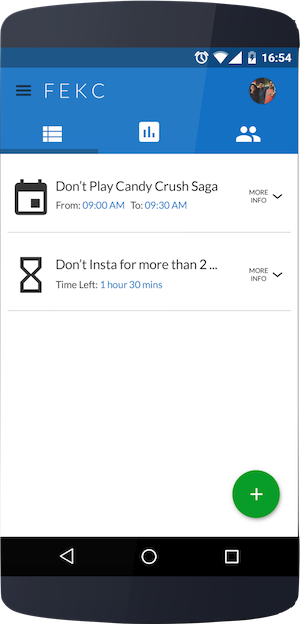 16:54
FEKC
Don't Play Candy Crush Saga
From: 09:00 AM To: 09:30 AM
MORE
INFO
Don't Insta for more than 2 ...
Time Left: 1 hour 30 mins
MORE
INFO